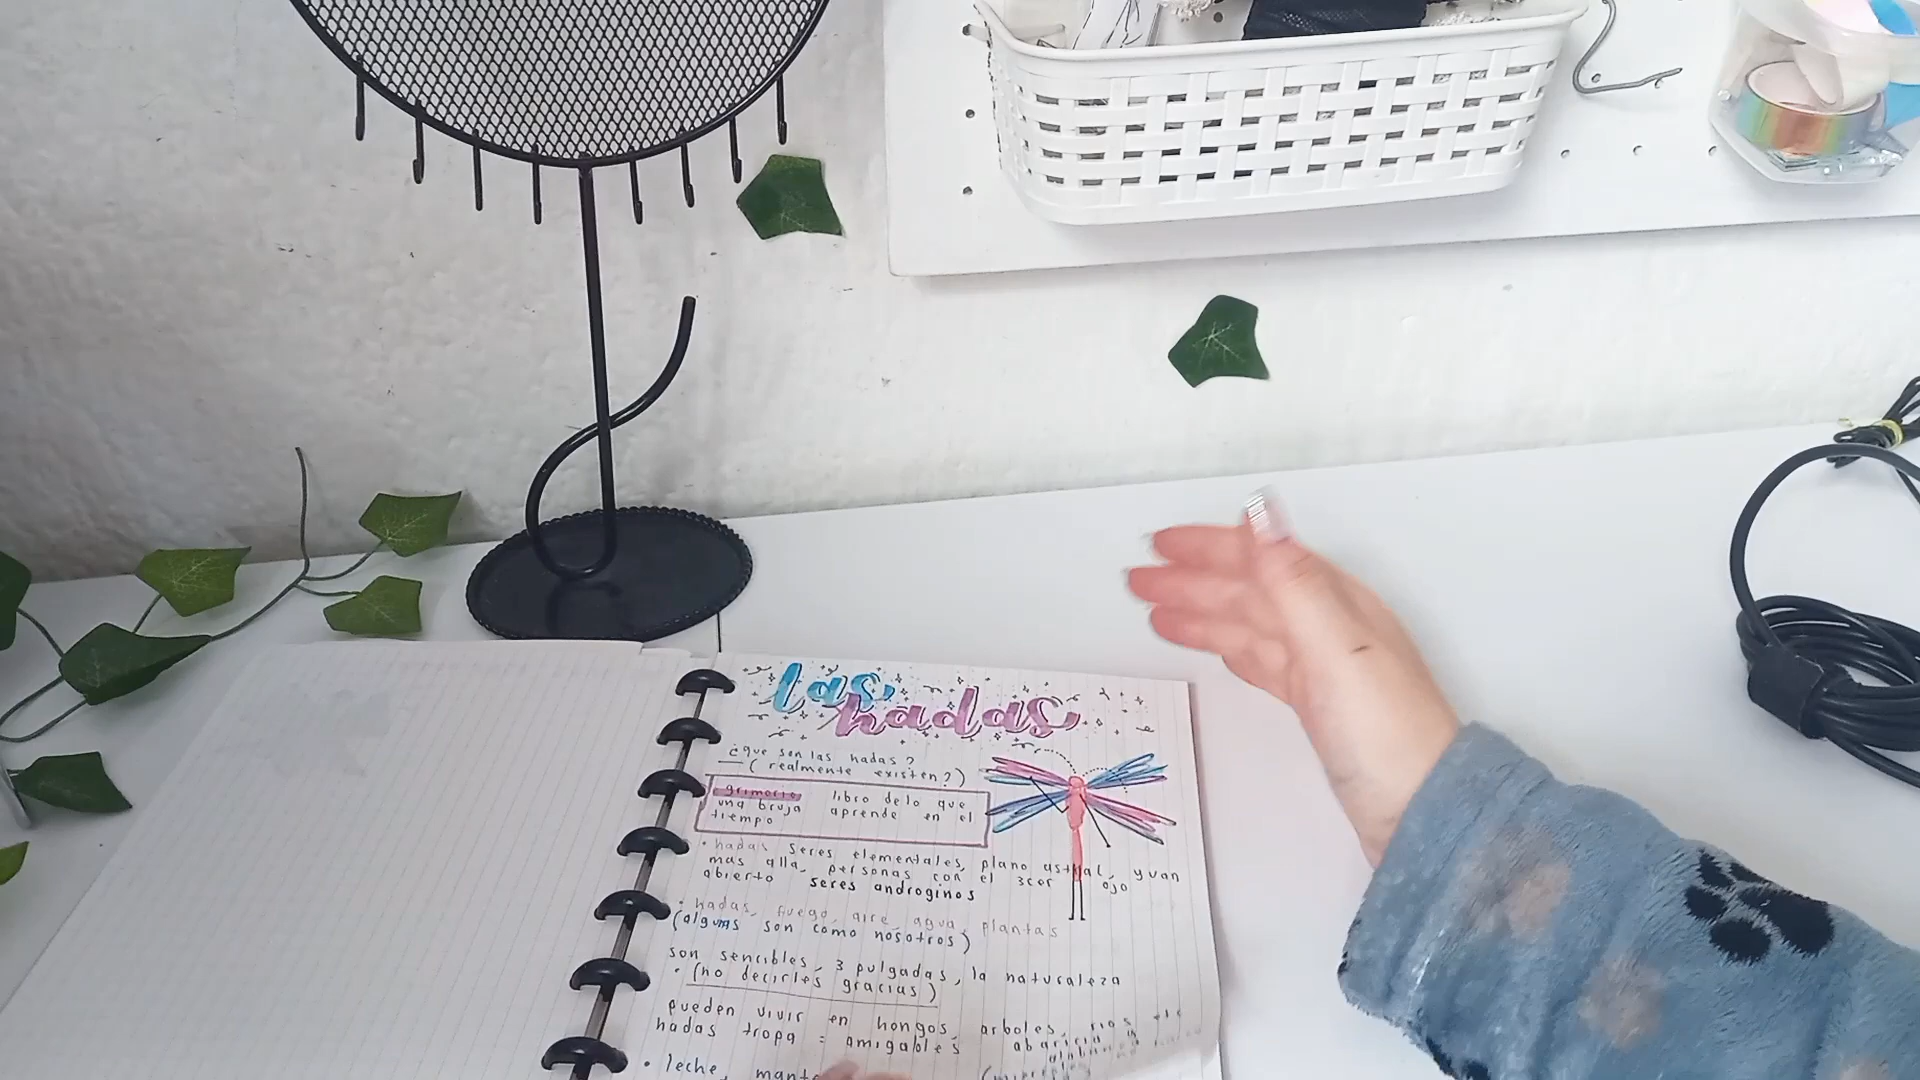 las
hadas
¿que son las hadas?
(realmente existen?)
grimorio libro de lo que
una bruja aprende en el
tiempo
• hadas seres elementales, plano astral, y van
mas alla, personas con el 3cer ojo
abierto seres androginos
• hadas, fuego, aire, agua, plantas
(algunas son como nosotros)
son sencibles, 3 pulgadas, la naturaleza
• (no decirles gracias)
pueden vivir en hongos, arboles, rios
hadas tropa = amigables
• leche,